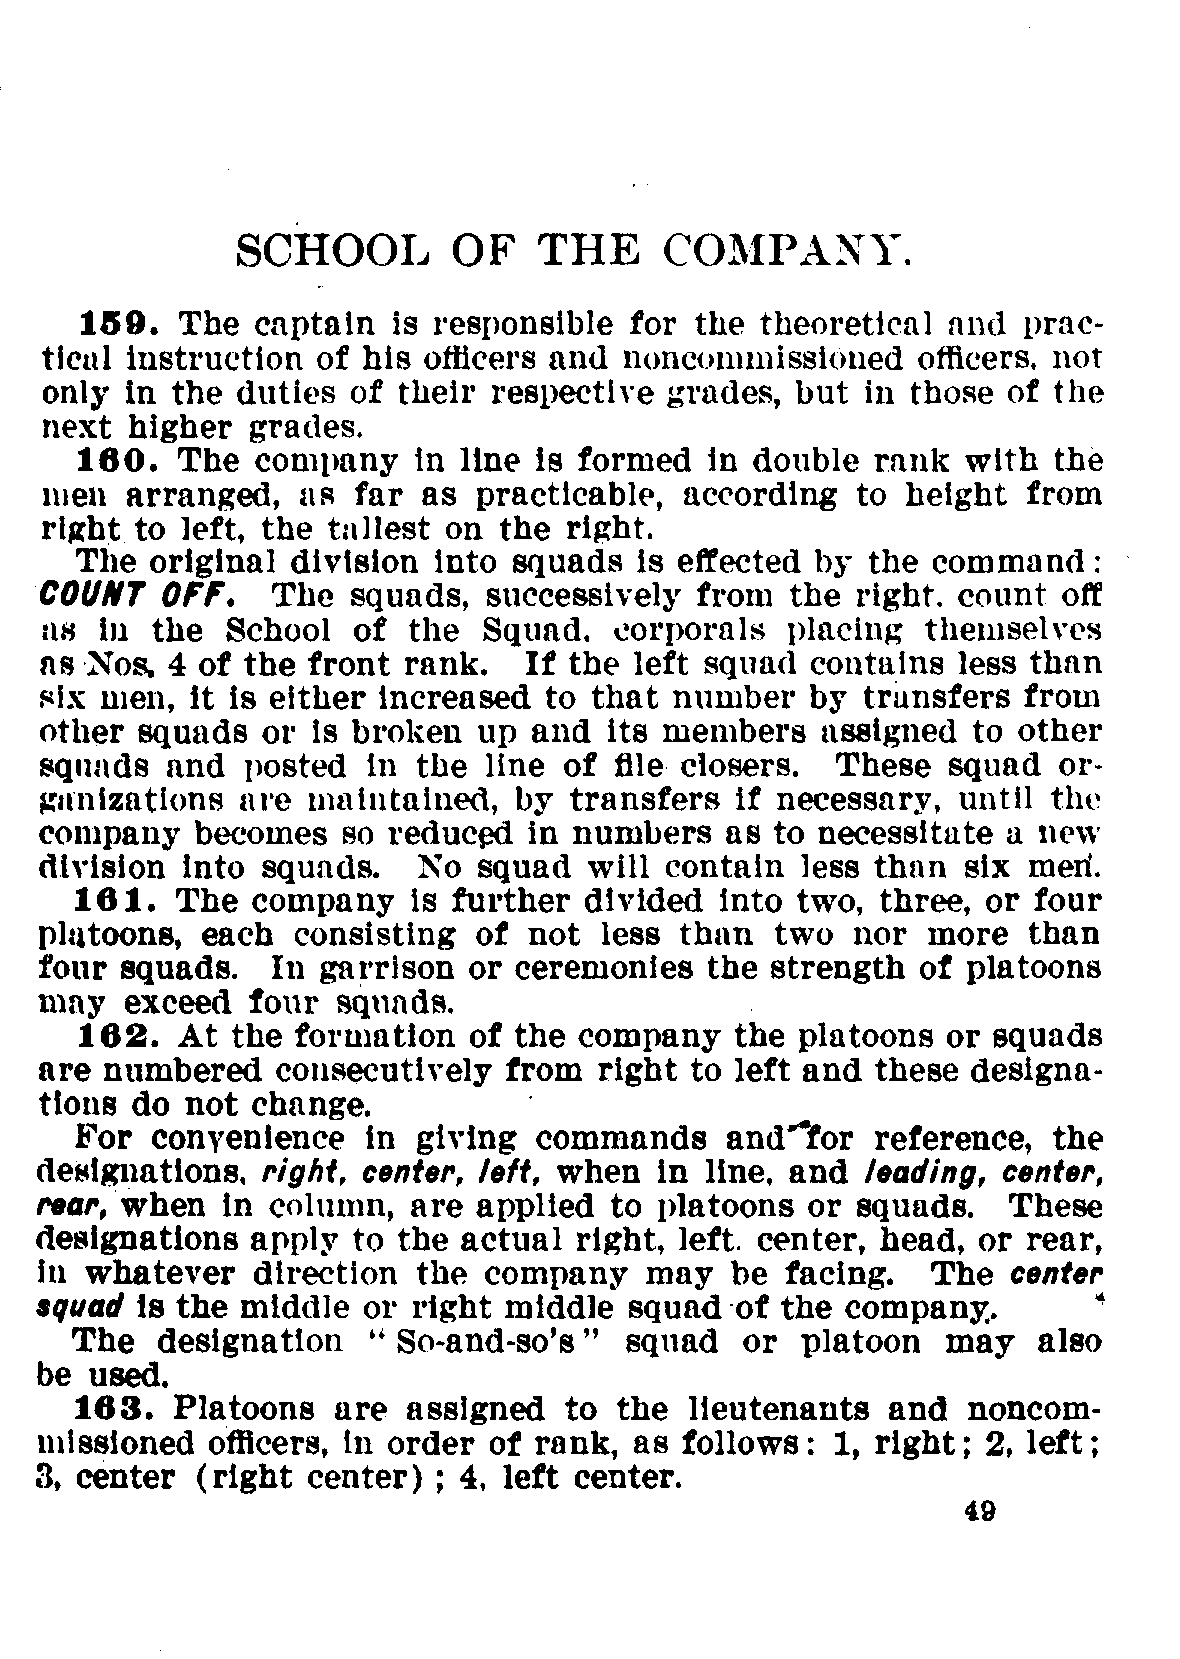 SCHOOL OF THE COMPANY.
159. The captain is responsible for the theoretical and prac-
tical instruction of his officers and noncommissioned officers, not
only in the duties of their respective grades, but in those of the
next higher grades.
160. The company in line is formed in double rank with the
men arranged, as far as practicable, according to height from
right to left, the tallest on the right.
The original division into squads is effected by the command:
COUNT OFF. The squads, successively from the right, count off
as in the School of the Squad, corporals placing themselves
as Nos. 4 of the front rank. If the left squad contains less than
six men, it is either increased to that number by transfers from
other squads or is broken up and its members assigned to other
squads and posted in the line of file closers. These squad or-
ganizations are maintained, by transfers if necessary, until the
company becomes so reduced in numbers as to necessitate a new
division into squads. No squad will contain less than six men.
161. The company is further divided into two, three, or four
platoons, each consisting of not less than two nor more than
four squads. In garrison or ceremonies the strength of platoons
may exceed four squads.
162. At the formation of the company the platoons or squads
are numbered consecutively from right to left and these designa-
tions do not change.
For convenience in giving commands and for reference, the
designations, right, center, left, when in line, and leading, center,
rear, when in column, are applied to platoons or squads. These
designations apply to the actual right, left, center, head, or rear,
in whatever direction the company may be facing. The center
squad is the middle or right middle squad of the company.
The designation "So-and-so's" squad or platoon may also
be used.
163. Platoons are assigned to the lieutenants and noncom-
missioned officers, in order of rank, as follows: 1, right; 2, left;
3, center (right center); 4, left center.
49